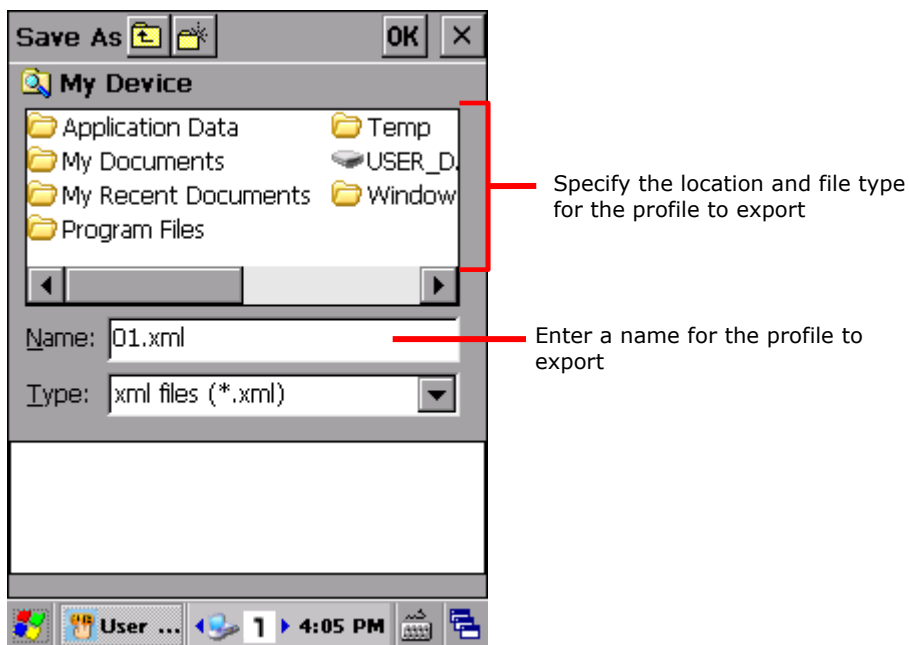 Save As
OK
My Device
Application Data
Temp
My Documents
USER_D
My Recent Documents
Window
Program Files
Specify the location and file type
for the profile to export
Name: 01.xml
Enter a name for the profile to
export
Type: xml files (*.xml)
User ...
1
4:05 PM